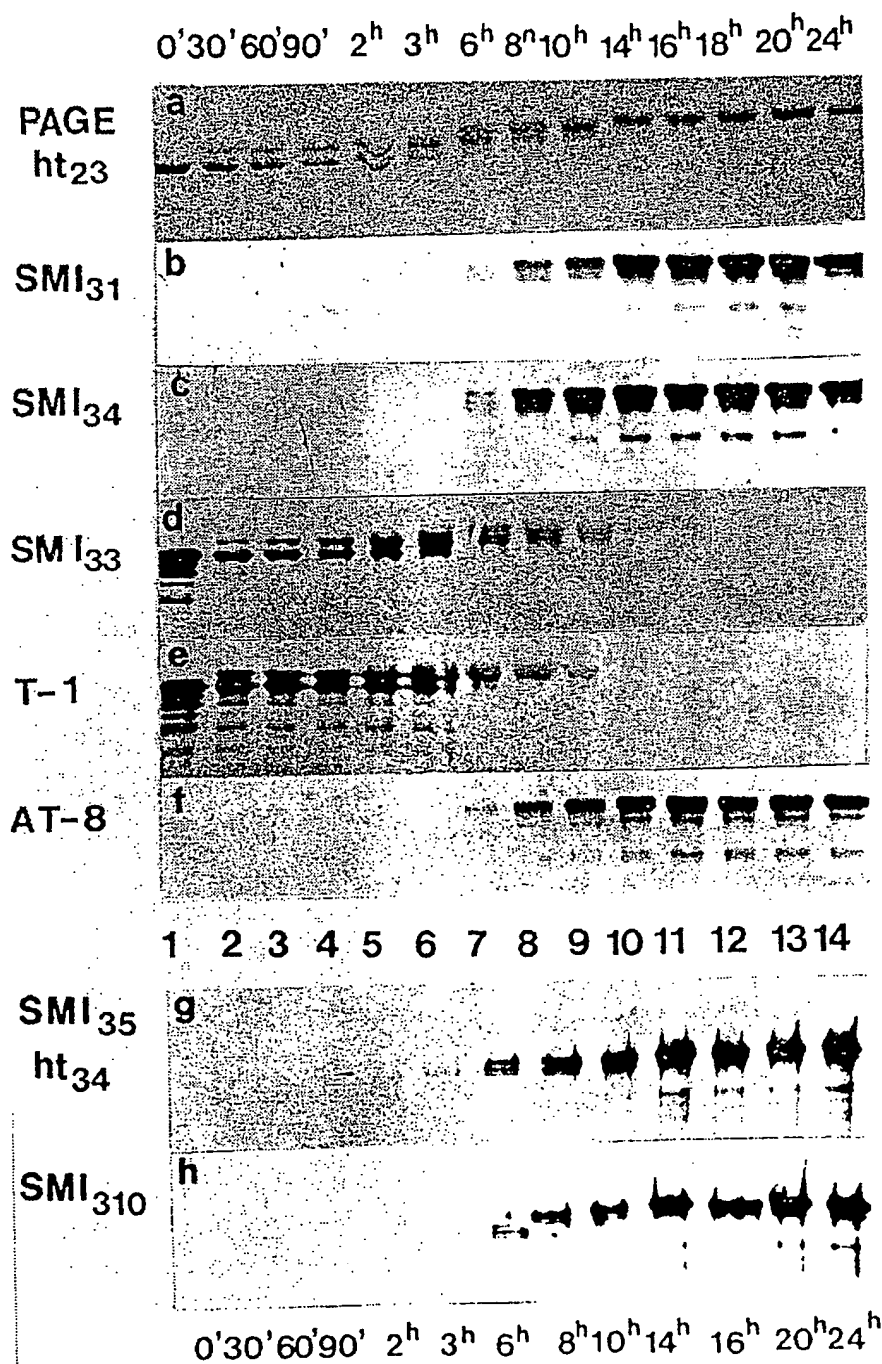 0'30'60'90' 2h 3h 6h 8h 10h 14h 16h 18h 20h 24h
a
PAGE
ht23
b
SMI31
c
SMI34
d
SMI33
e
T-1
f
AT-8
1 2 3 4 5 6 7 8 9 10 11 12 13 14
g
SMI35
ht34
h
SMI310
0'30'60'90' 2h 3h 6h 8h 10h 14h 16h 20h 24h